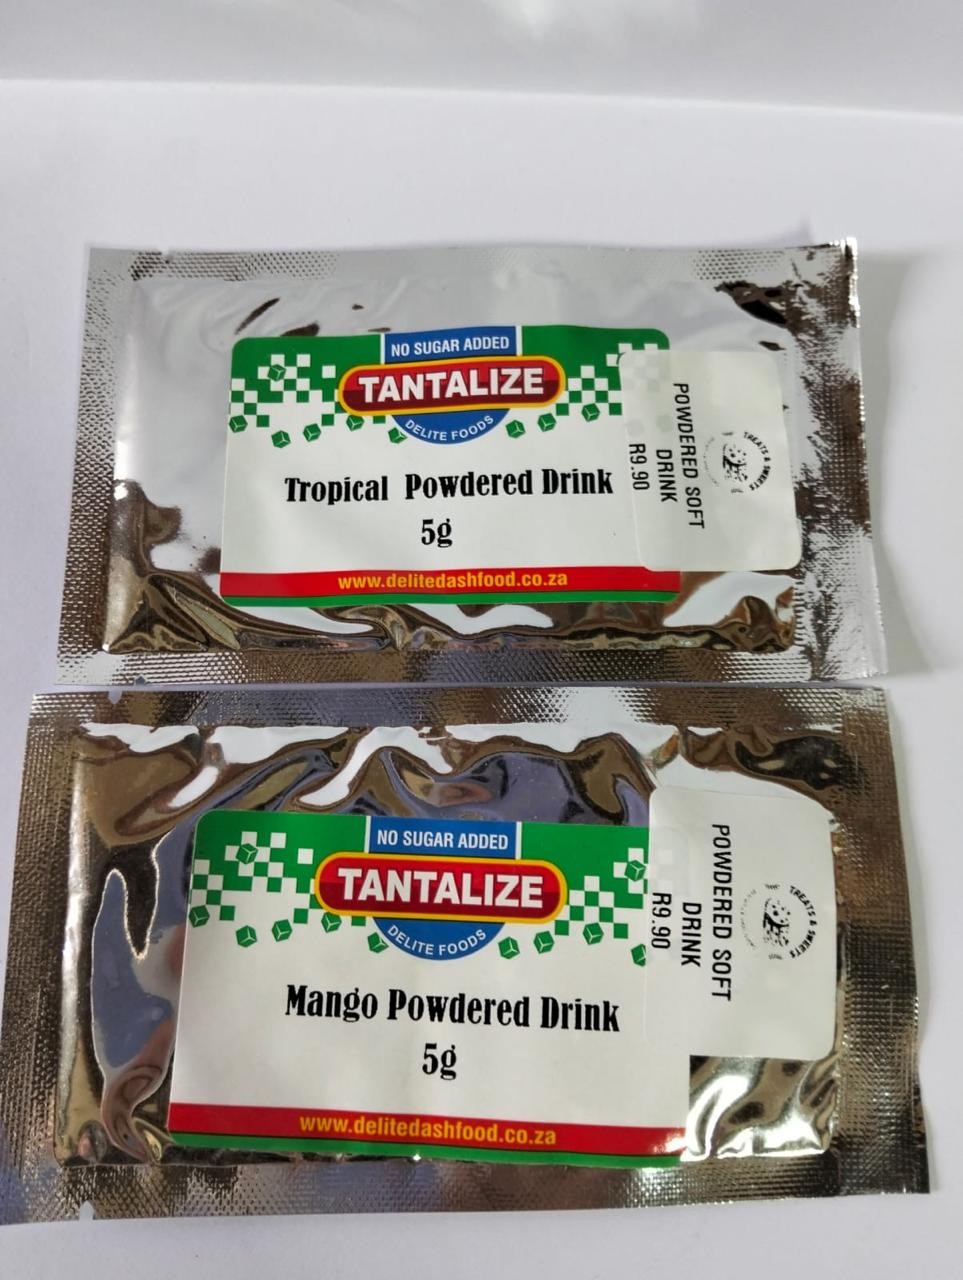 NO SUGAR ADDED
TANTALIZE
DELITE FOODS
Tropical Powdered Drink
5g
www.delitedashfood.co.za
TREATS & SWEETS
POWDERED SOFT
DRINK
R9.90
NO SUGAR ADDED
TANTALIZE
DELITE FOODS
Mango Powdered Drink
5g
www.delitedashfood.co.za
TREATS & SWEETS
POWDERED SOFT
DRINK
R9.90